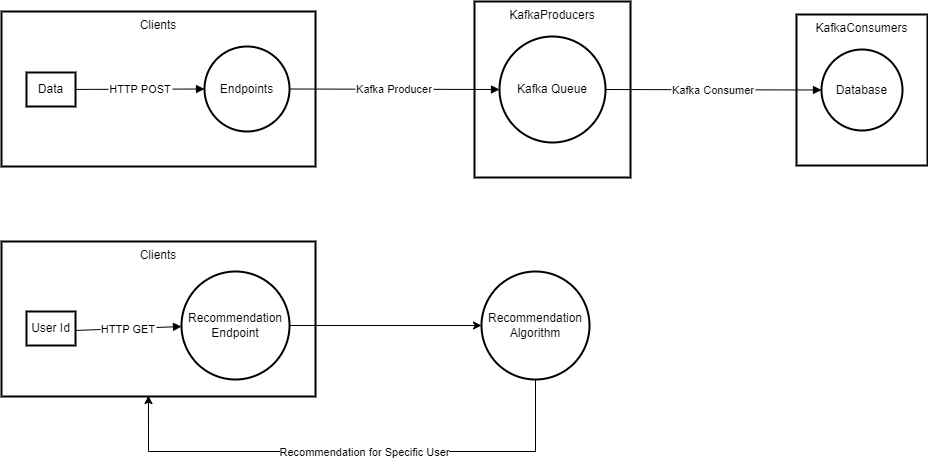 Clients
KafkaProducers
KafkaConsumers
Data
HTTP POST
Endpoints
Kafka Producer
Kafka Queue
Kafka Consumer
Database
Clients
User Id
HTTP GET
Recommendation
Endpoint
Recommendation
Algorithm
Recommendation for Specific User